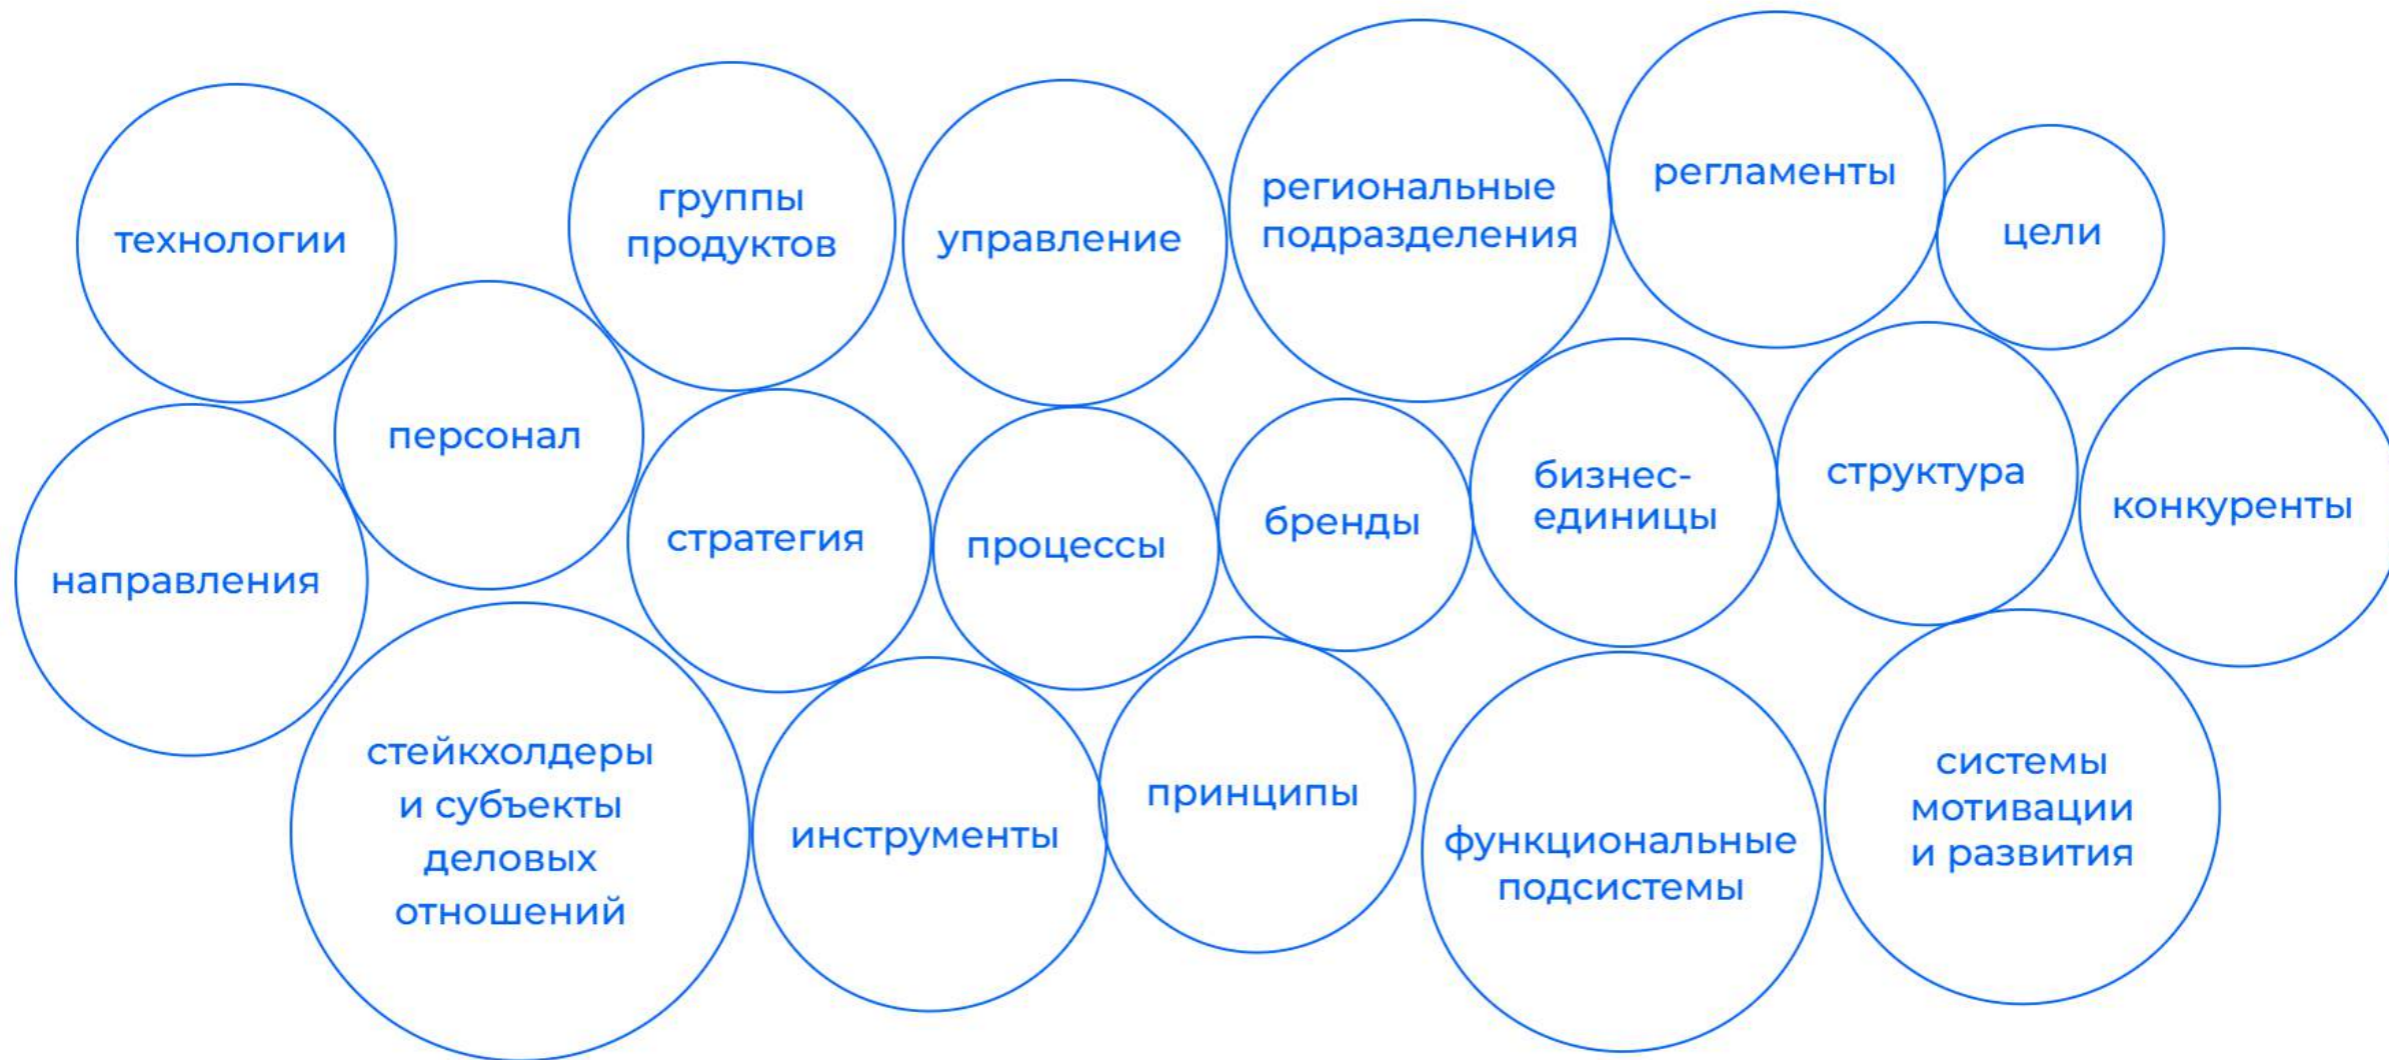 технологии
группы
продуктов
управление
региональные
подразделения
регламенты
цели
направления
персонал
стратегия
процессы
бренды
бизнес-
единицы
структура
конкуренты
стейкхолдеры
и субъекты
деловых
отношений
инструменты
принципы
функциональные
подсистемы
системы
мотивации
и развития